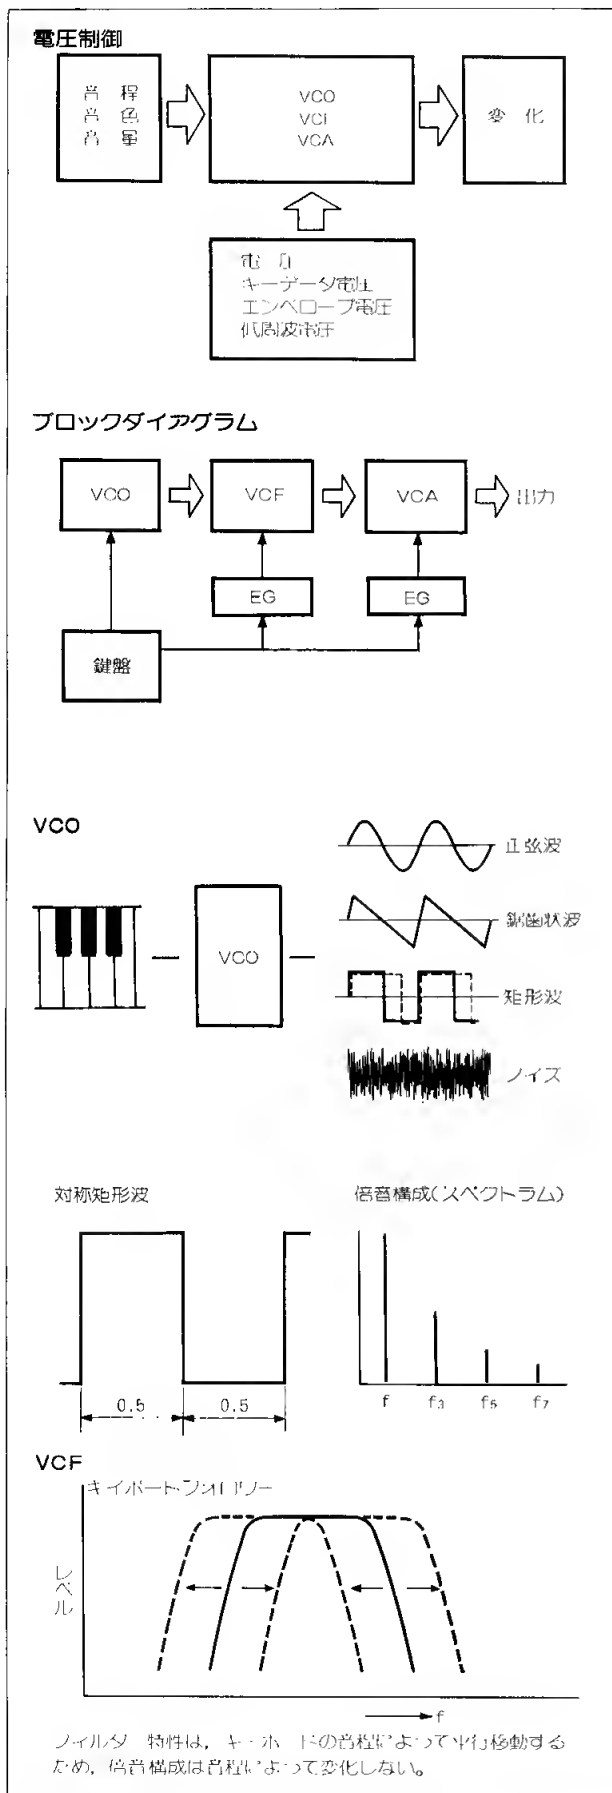 電圧制御
音程
音色
音量
VCO
VCF
VCA
変化
電圧
キーデータ電圧
エンベロープ電圧
低周波電圧
ブロックダイアグラム
VCO
VCF
VCA
出力
EG
EG
鍵盤
VCO
VCO
正弦波
鋸歯状波
矩形波
ノイズ
対称矩形波
倍音構成(スペクトラム)
0.5
0.5
f
f3
f5
f7
VCF
キイボードフォロワー
レベル
f
フィルター特性は，キーボードの音程によって平行移動する
ため，倍音構成は音程によって変化しない。